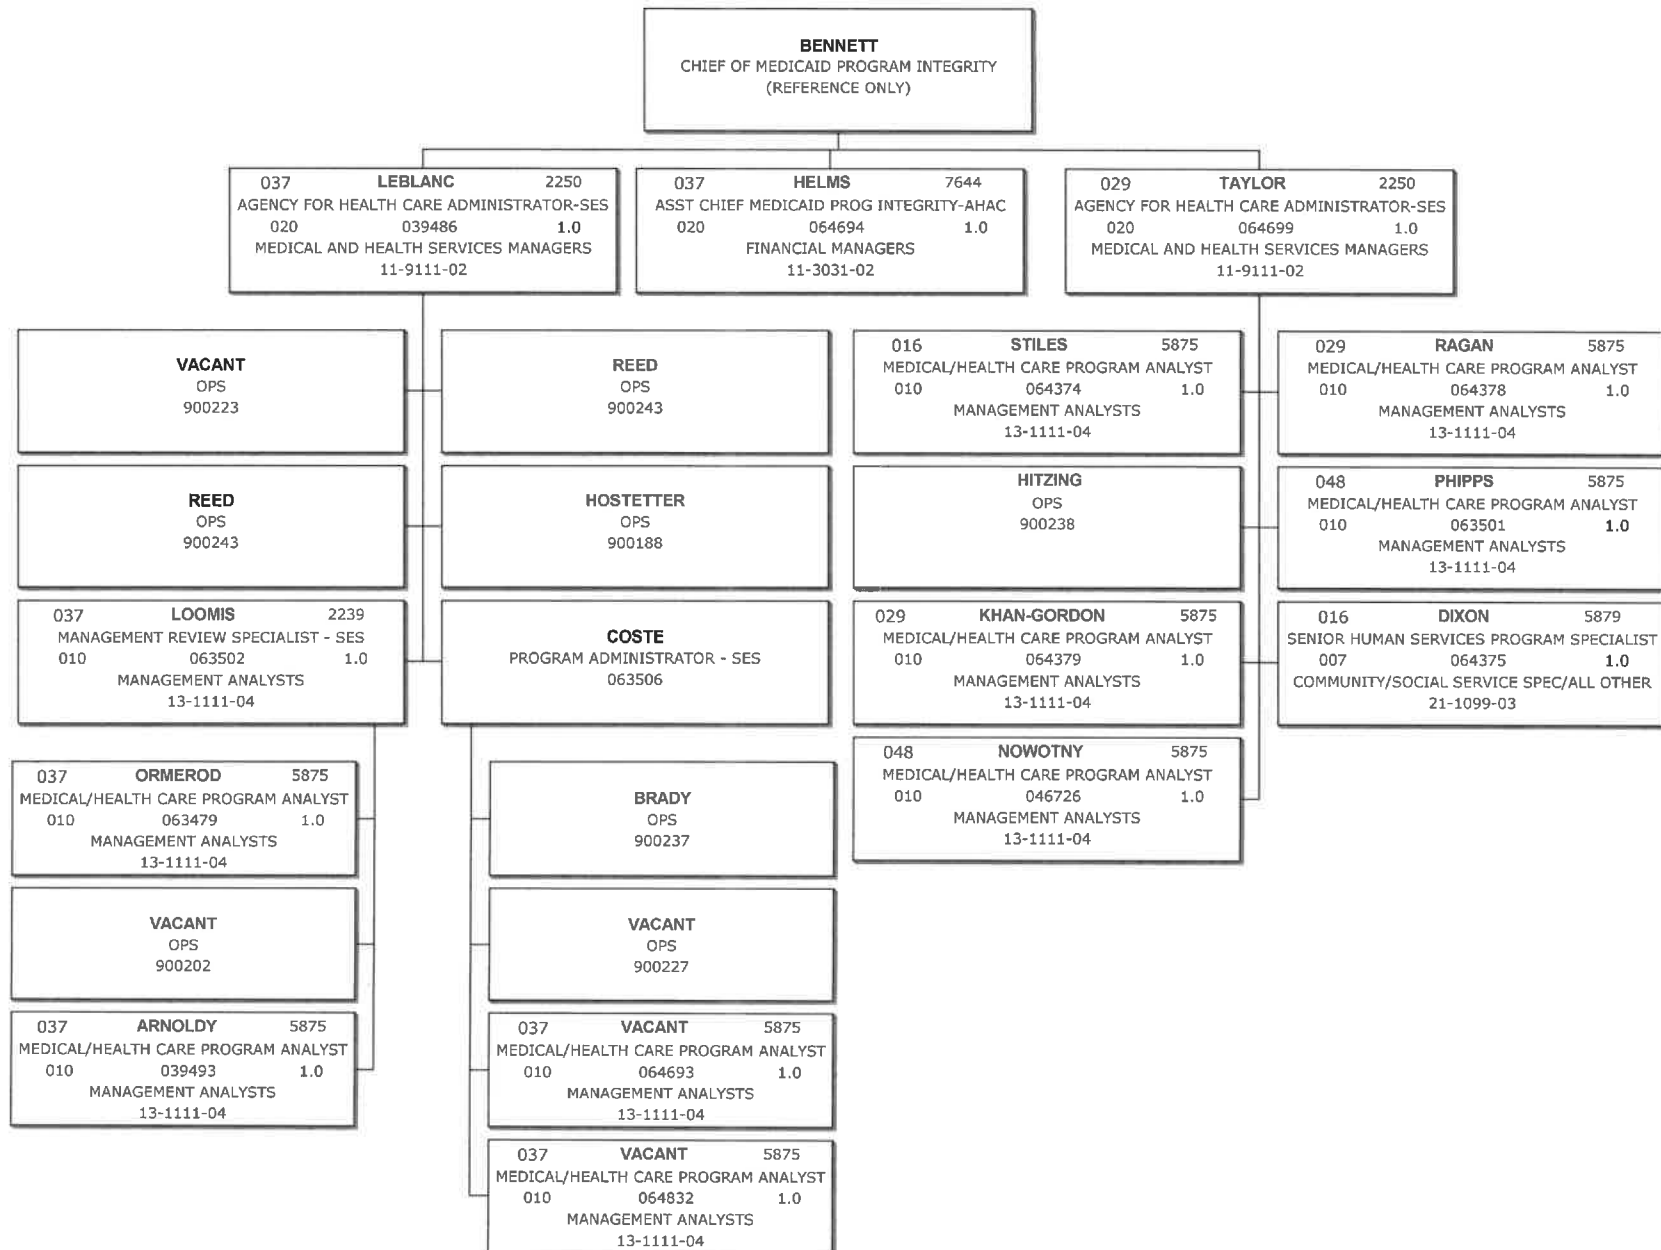 BENNETT
CHIEF OF MEDICAID PROGRAM INTEGRITY
(REFERENCE ONLY)
037 LEBLANC 2250
AGENCY FOR HEALTH CARE ADMINISTRATOR-SES
020 039486 1.0
MEDICAL AND HEALTH SERVICES MANAGERS
11-9111-02
037 HELMS 7644
ASST CHIEF MEDICAID PROG INTEGRITY-AHAC
020 064694 1.0
FINANCIAL MANAGERS
11-3031-02
029 TAYLOR 2250
AGENCY FOR HEALTH CARE ADMINISTRATOR-SES
020 064699 1.0
MEDICAL AND HEALTH SERVICES MANAGERS
11-9111-02
VACANT
OPS
900223
REED
OPS
900243
016 STILES 5875
MEDICAL/HEALTH CARE PROGRAM ANALYST
010 064374 1.0
MANAGEMENT ANALYSTS
13-1111-04
029 RAGAN 5875
MEDICAL/HEALTH CARE PROGRAM ANALYST
010 064378 1.0
MANAGEMENT ANALYSTS
13-1111-04
REED
OPS
900243
HOSTETTER
OPS
900188
HITZING
OPS
900238
048 PHIPPS 5875
MEDICAL/HEALTH CARE PROGRAM ANALYST
010 063501 1.0
MANAGEMENT ANALYSTS
13-1111-04
037 LOOMIS 2239
MANAGEMENT REVIEW SPECIALIST - SES
010 063502 1.0
MANAGEMENT ANALYSTS
13-1111-04
COSTE
PROGRAM ADMINISTRATOR - SES
063506
029 KHAN-GORDON 5875
MEDICAL/HEALTH CARE PROGRAM ANALYST
010 064379 1.0
MANAGEMENT ANALYSTS
13-1111-04
016 DIXON 5879
SENIOR HUMAN SERVICES PROGRAM SPECIALIST
007 064375 1.0
COMMUNITY/SOCIAL SERVICE SPEC/ALL OTHER
21-1099-03
048 NOWOTNY 5875
MEDICAL/HEALTH CARE PROGRAM ANALYST
010 046726 1.0
MANAGEMENT ANALYSTS
13-1111-04
037 ORMEROD 5875
MEDICAL/HEALTH CARE PROGRAM ANALYST
010 063479 1.0
MANAGEMENT ANALYSTS
13-1111-04
BRADY
OPS
900237
VACANT
OPS
900202
VACANT
OPS
900227
037 ARNOLDY 5875
MEDICAL/HEALTH CARE PROGRAM ANALYST
010 039493 1.0
MANAGEMENT ANALYSTS
13-1111-04
037 VACANT 5875
MEDICAL/HEALTH CARE PROGRAM ANALYST
010 064693 1.0
MANAGEMENT ANALYSTS
13-1111-04
037 VACANT 5875
MEDICAL/HEALTH CARE PROGRAM ANALYST
010 064832 1.0
MANAGEMENT ANALYSTS
13-1111-04